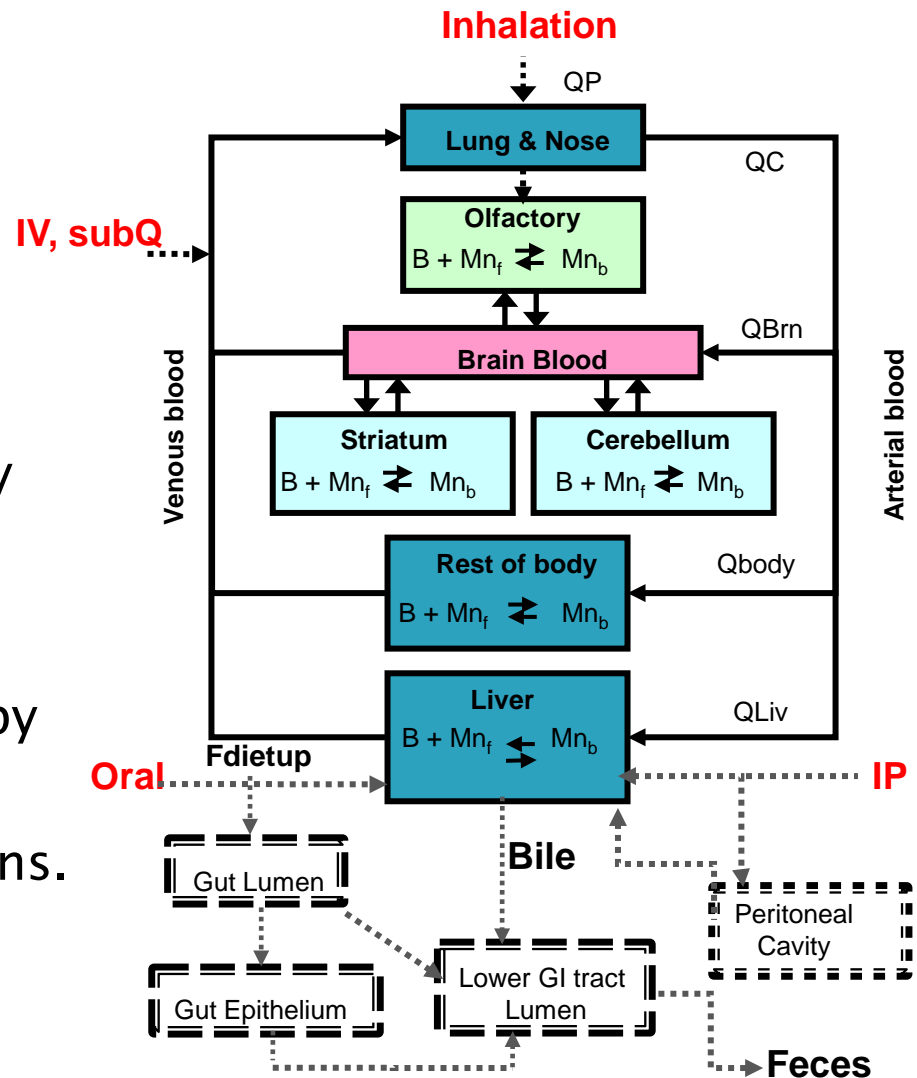 Inhalation
QP
Lung & Nose
QC
IV, subQ
Olfactory
B + Mnf ⇄ Mnb
QBrn
Brain Blood
Venous blood
Arterial blood
Striatum
B + Mnf ⇄ Mnb
Cerebellum
B + Mnf ⇄ Mnb
y
Rest of body
Qbody
B + Mnf ⇄ Mnb
Liver
QLiv
B + Mnf ⇄ Mnb
by
Fdietup
Oral
IP
ns.
Bile
Gut Lumen
Peritoneal
Cavity
Lower GI tract
Lumen
Gut Epithelium
Feces